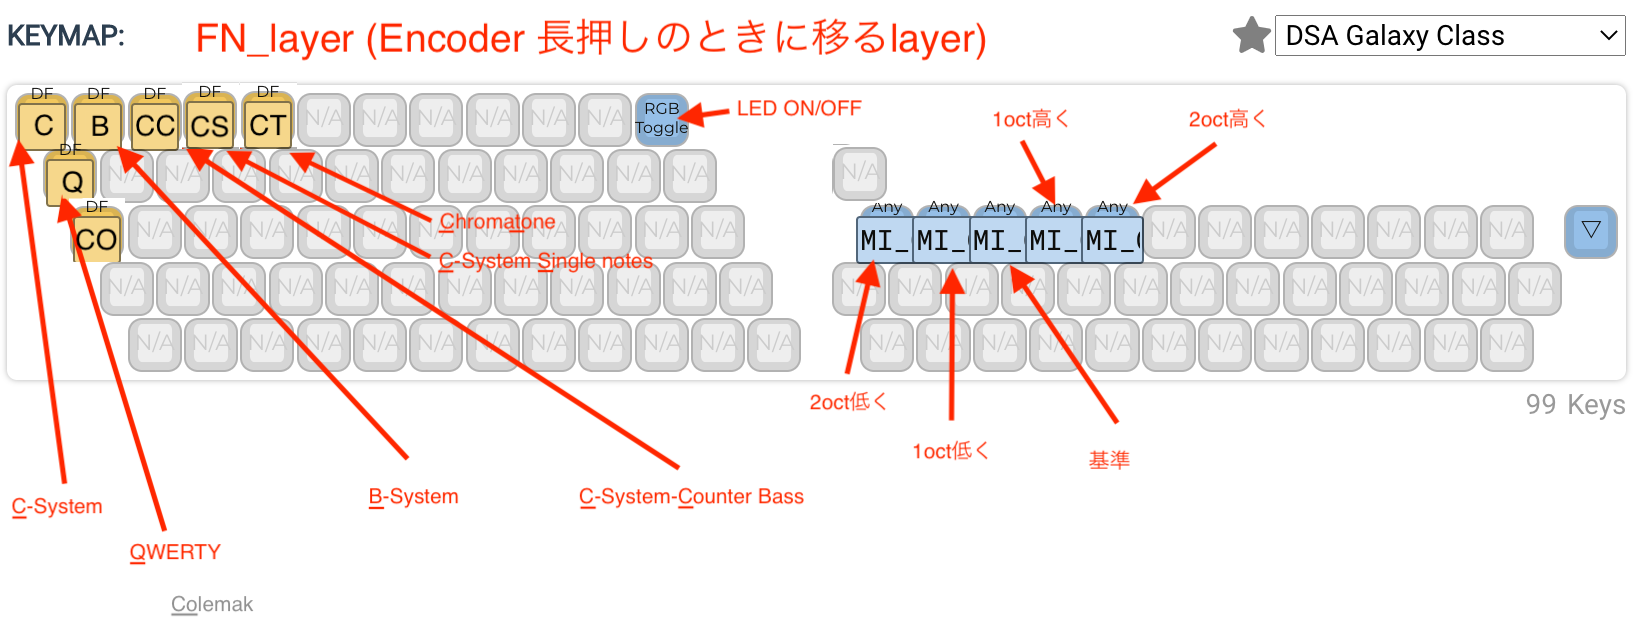 KEYMAP:
FN_layer (Encoder 長押しのときに移るlayer)
DSA Galaxy Class
DF DF DF DF DF
C B CC CS CT N/A N/A N/A N/A N/A N/A RGB Toggle
LED ON/OFF
1oct高く
2oct高く
DF
Q N/A N/A N/A N/A N/A N/A N/A N/A N/A N/A N/A
N/A
DF
CO N/A N/A N/A N/A N/A N/A N/A N/A N/A N/A N/A
Chromatone
C-System Single notes
Any Any Any Any Any
MI_ MI_ MI_ MI_ MI_ N/A N/A N/A N/A N/A N/A N/A ▽
N/A N/A N/A N/A N/A N/A N/A N/A N/A N/A N/A N/A
N/A N/A N/A N/A N/A N/A N/A N/A N/A N/A N/A N/A N/A
N/A N/A N/A N/A N/A N/A N/A N/A N/A N/A N/A N/A
N/A N/A N/A N/A N/A N/A N/A N/A N/A N/A N/A N/A
2oct低く
99 Keys
1oct低く
基準
C-System
B-System
C-System-Counter Bass
QWERTY
Colemak